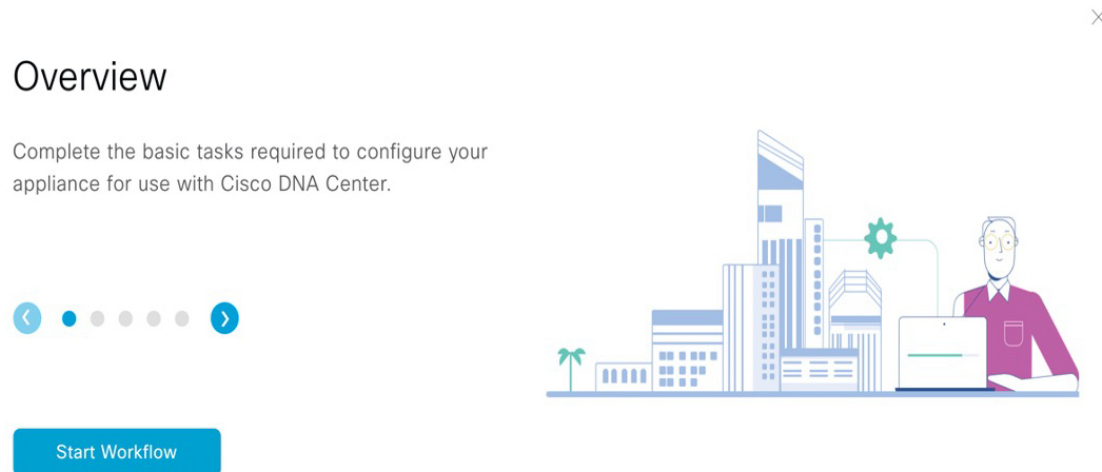 Overview
Complete the basic tasks required to configure your
appliance for use with Cisco DNA Center.
Start Workflow